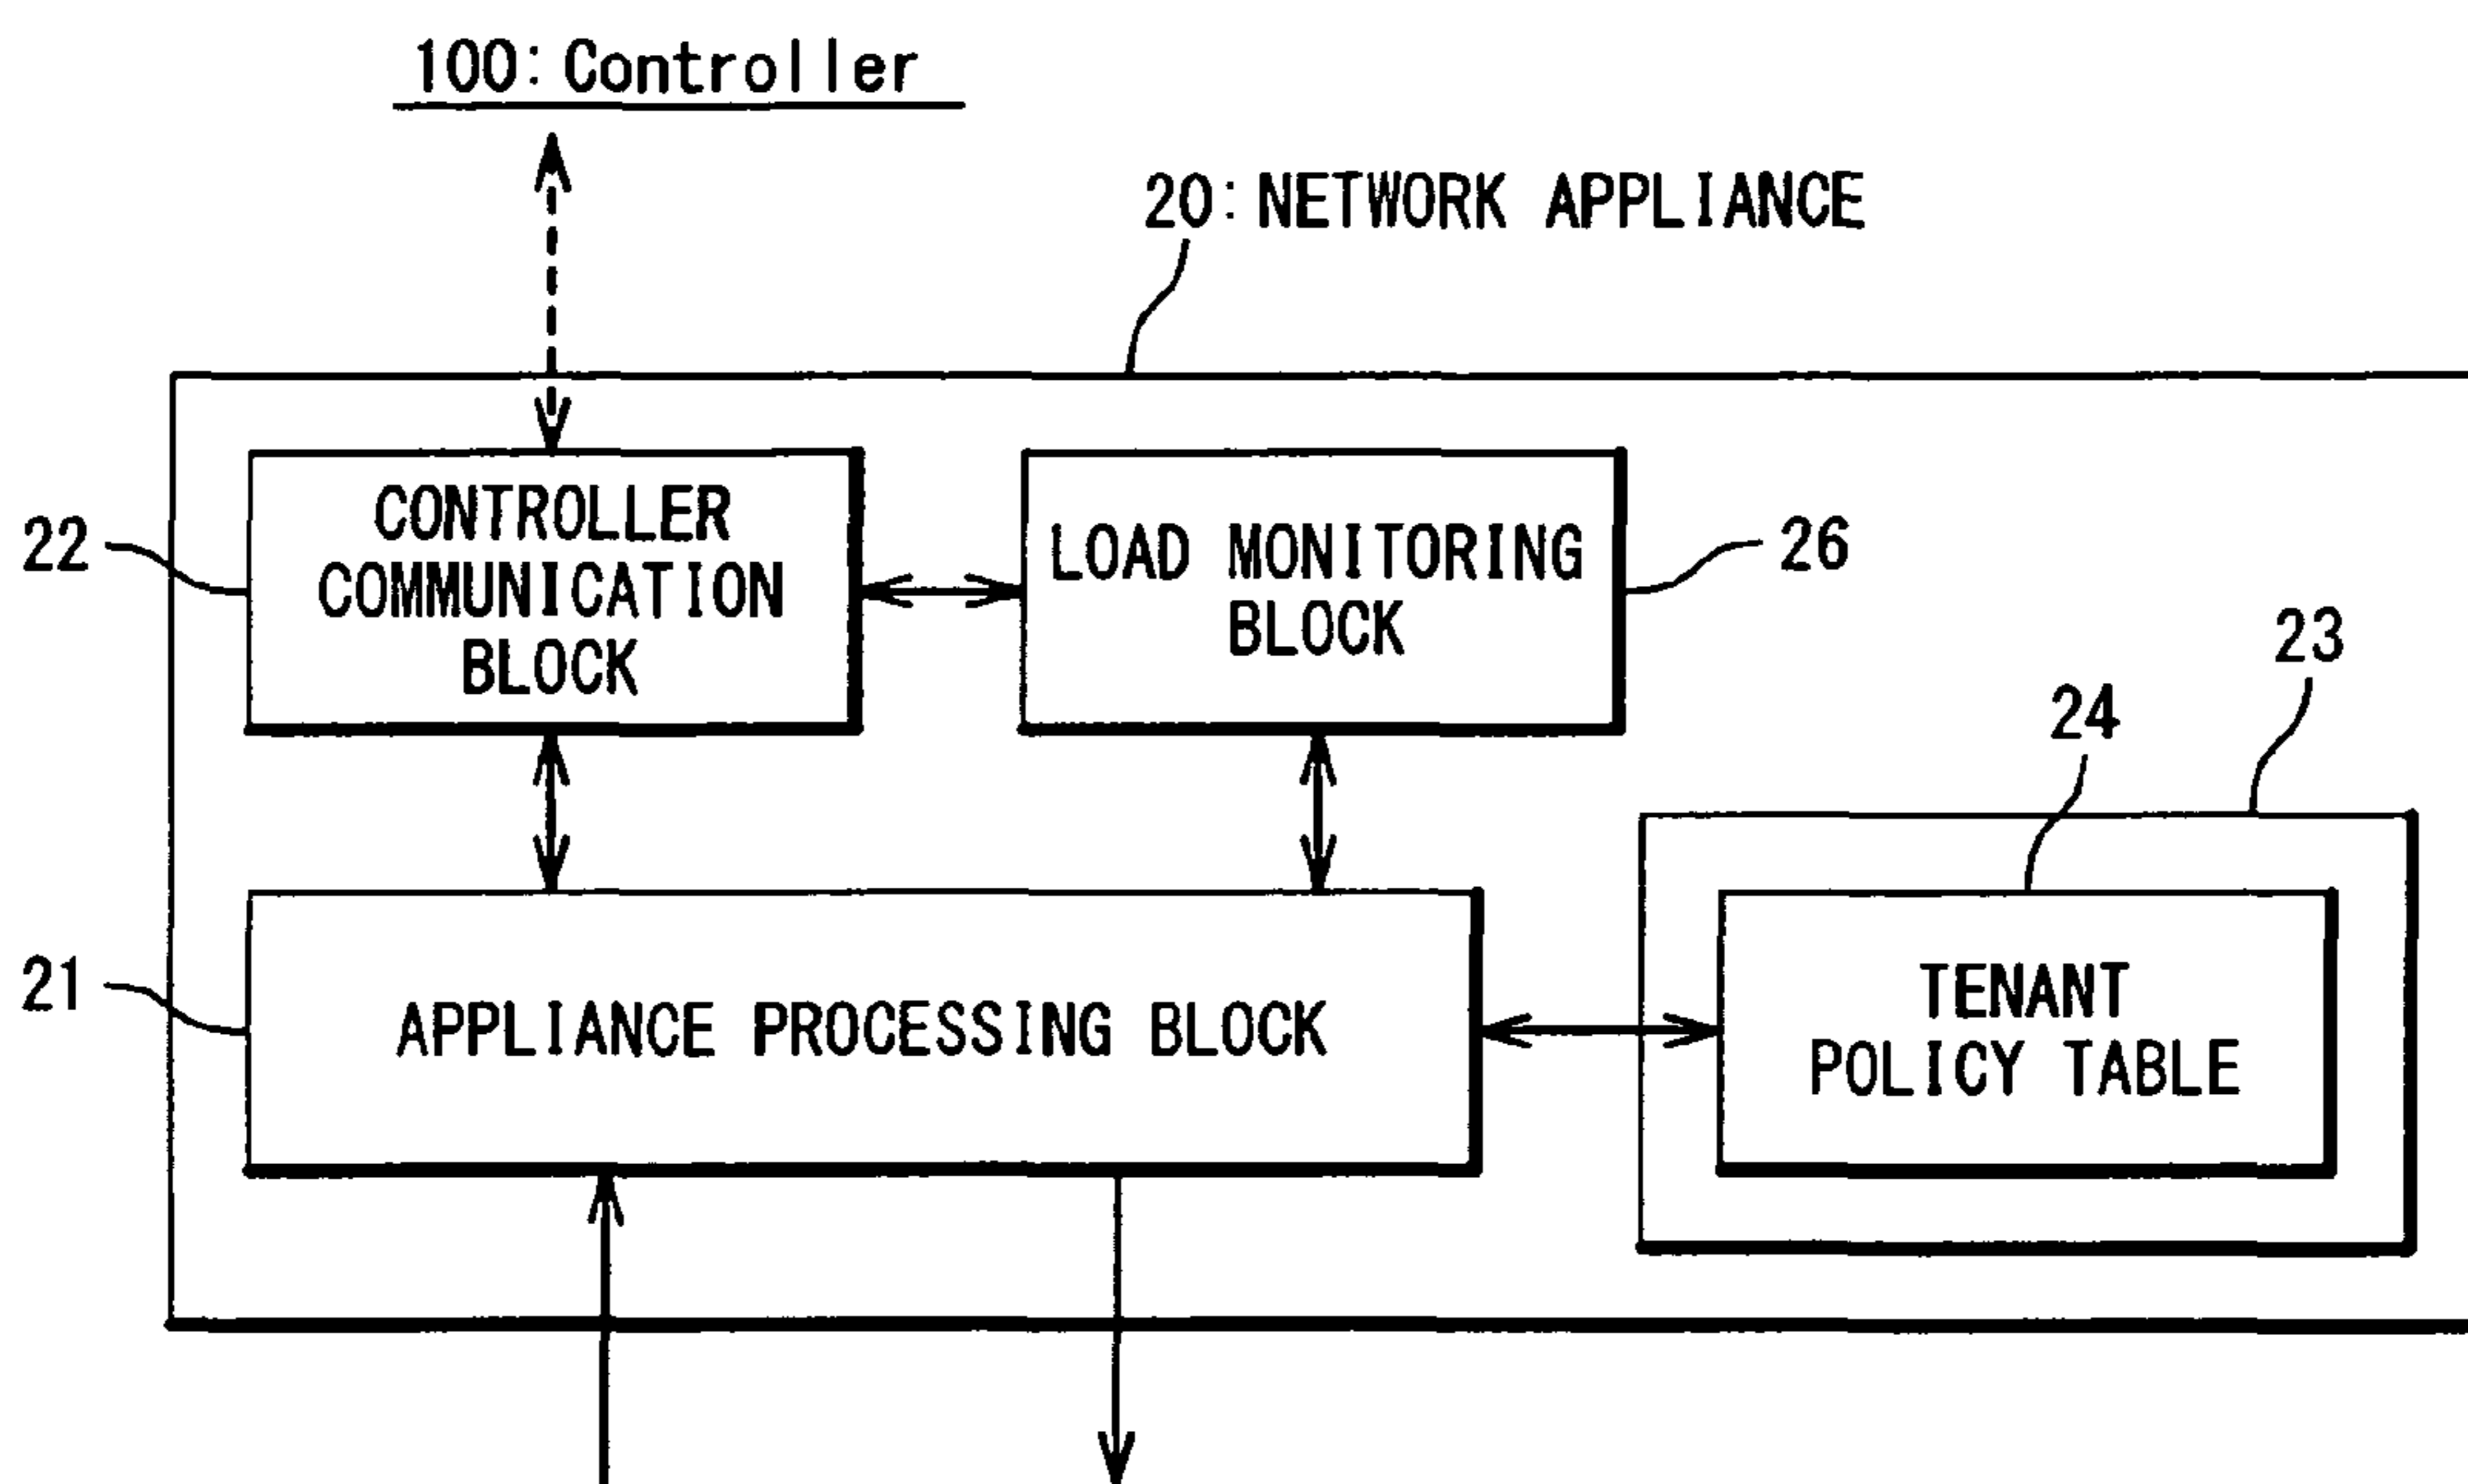 100: Controller
20: NETWORK APPLIANCE
22
CONTROLLER
COMMUNICATION
BLOCK
LOAD MONITORING
BLOCK
26
23
24
21
APPLIANCE PROCESSING BLOCK
TENANT
POLICY TABLE